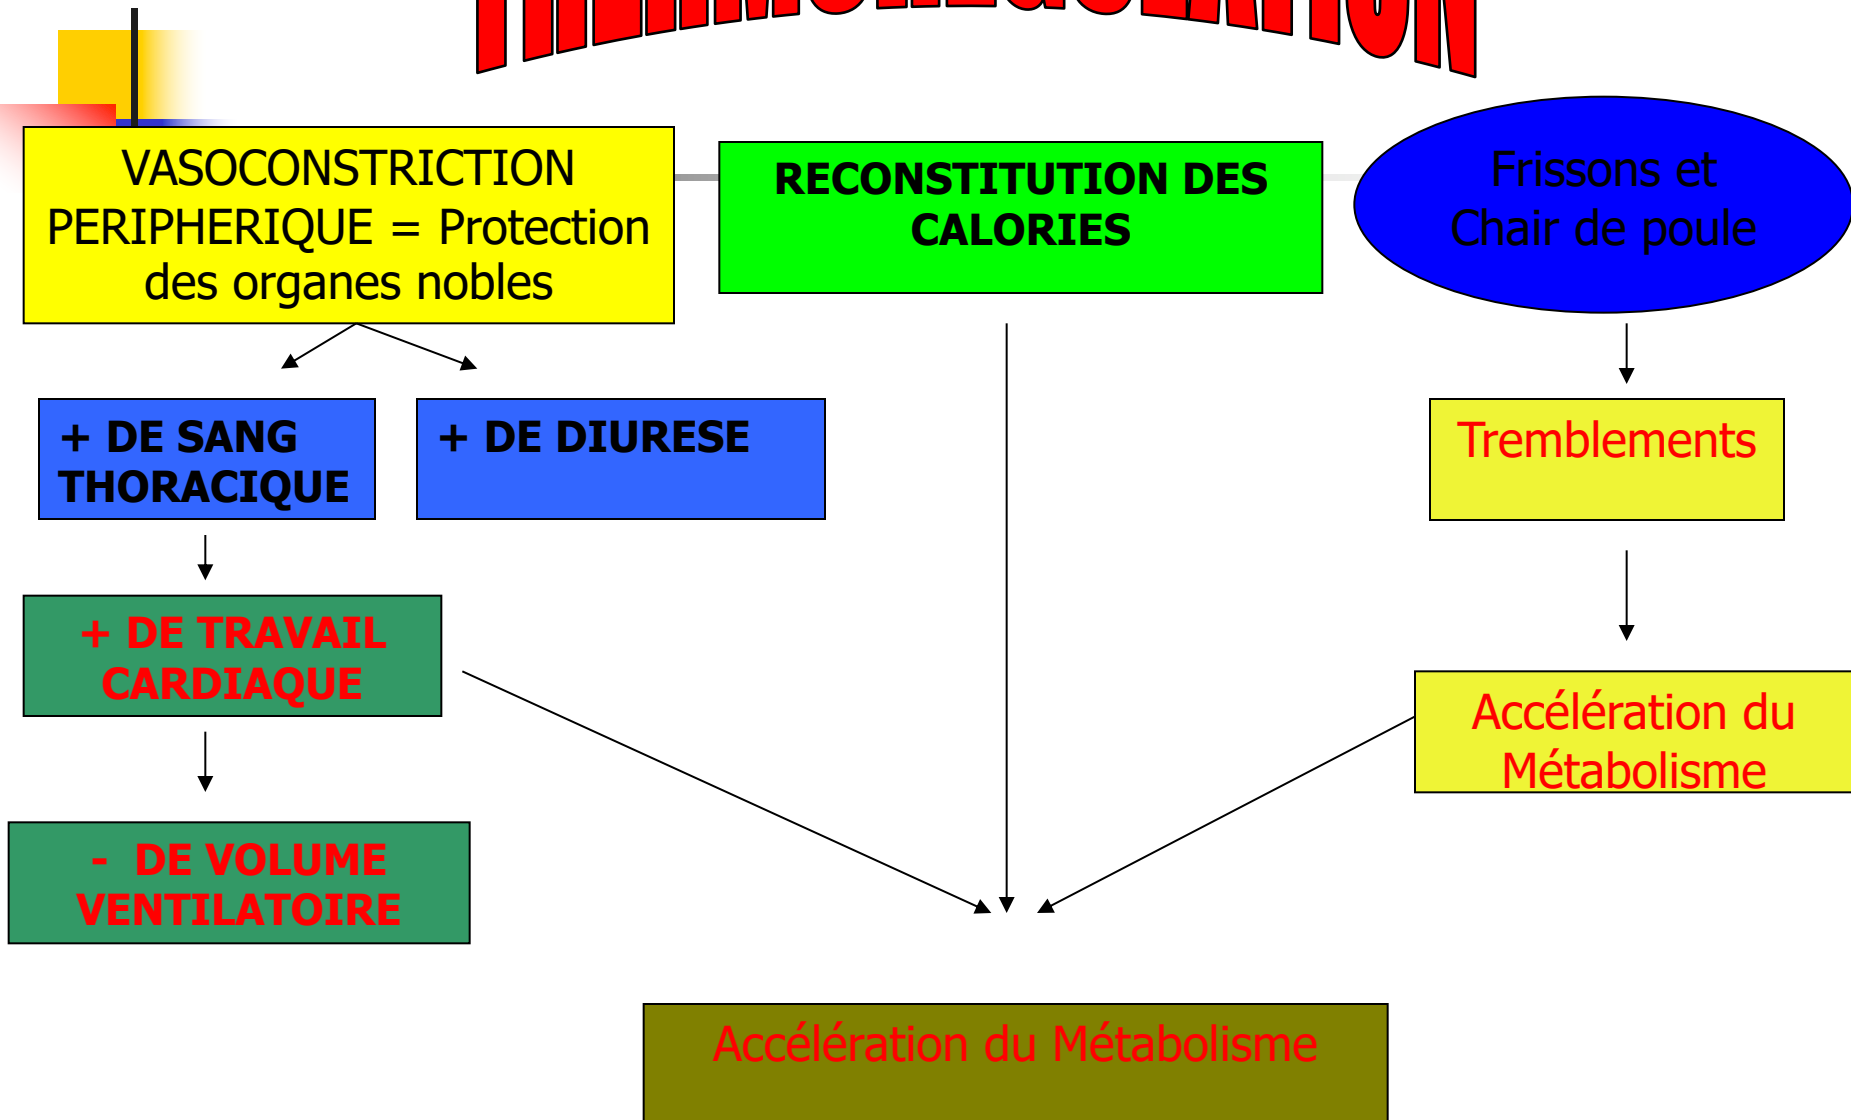 THERMOREGULATION
VASOCONSTRICTION
PERIPHERIQUE = Protection
des organes nobles
RECONSTITUTION DES
CALORIES
Frissons et
Chair de poule
+ DE SANG
THORACIQUE
+ DE DIURESE
Tremblements
+ DE TRAVAIL
CARDIAQUE
Accélération du
Métabolisme
- DE VOLUME
VENTILATOIRE
Accélération du Métabolisme